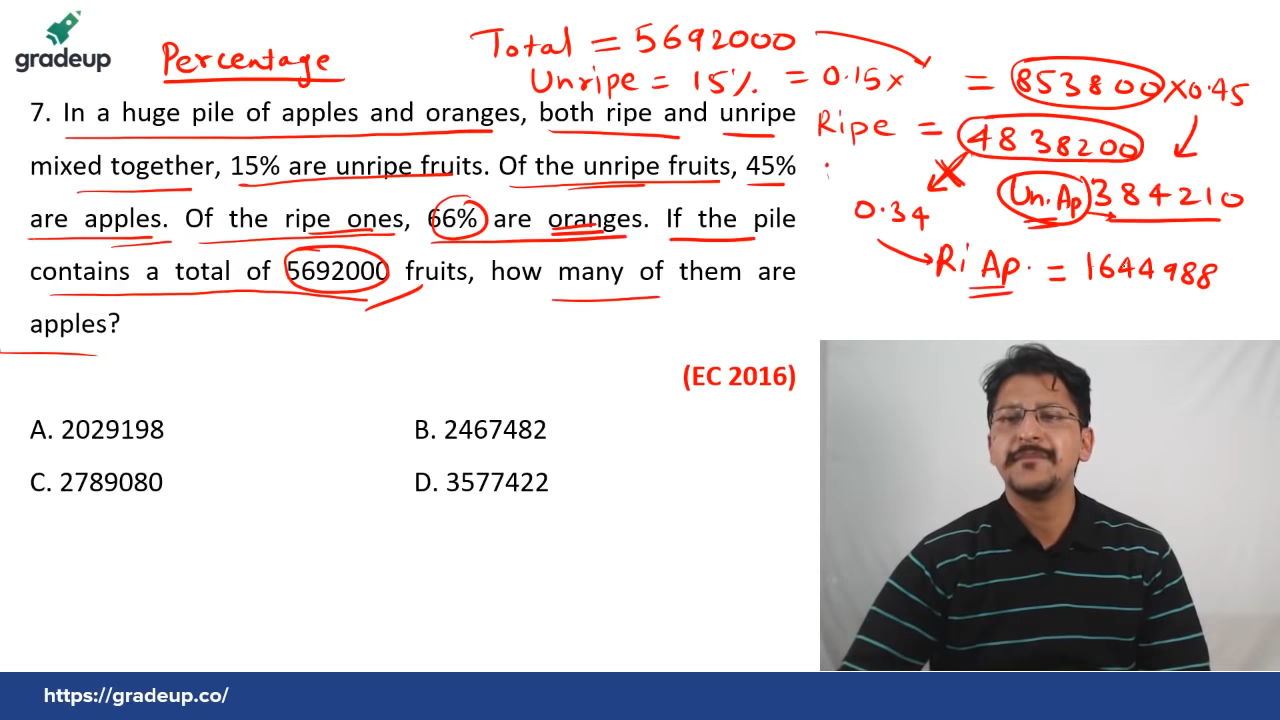 gradeup
Percentage
Total = 5692000
Unripe = 15% = 0.15x = 853800 x0.45
Ripe = 4838200
Un.Ap 384210
0.34
Ri Ap. = 1644988
7. In a huge pile of apples and oranges, both ripe and unripe
mixed together, 15% are unripe fruits. Of the unripe fruits, 45%
are apples. Of the ripe ones, 66% are oranges. If the pile
contains a total of 5692000 fruits, how many of them are
apples?
(EC 2016)
A. 2029198 B. 2467482
C. 2789080 D. 3577422
https://gradeup.co/